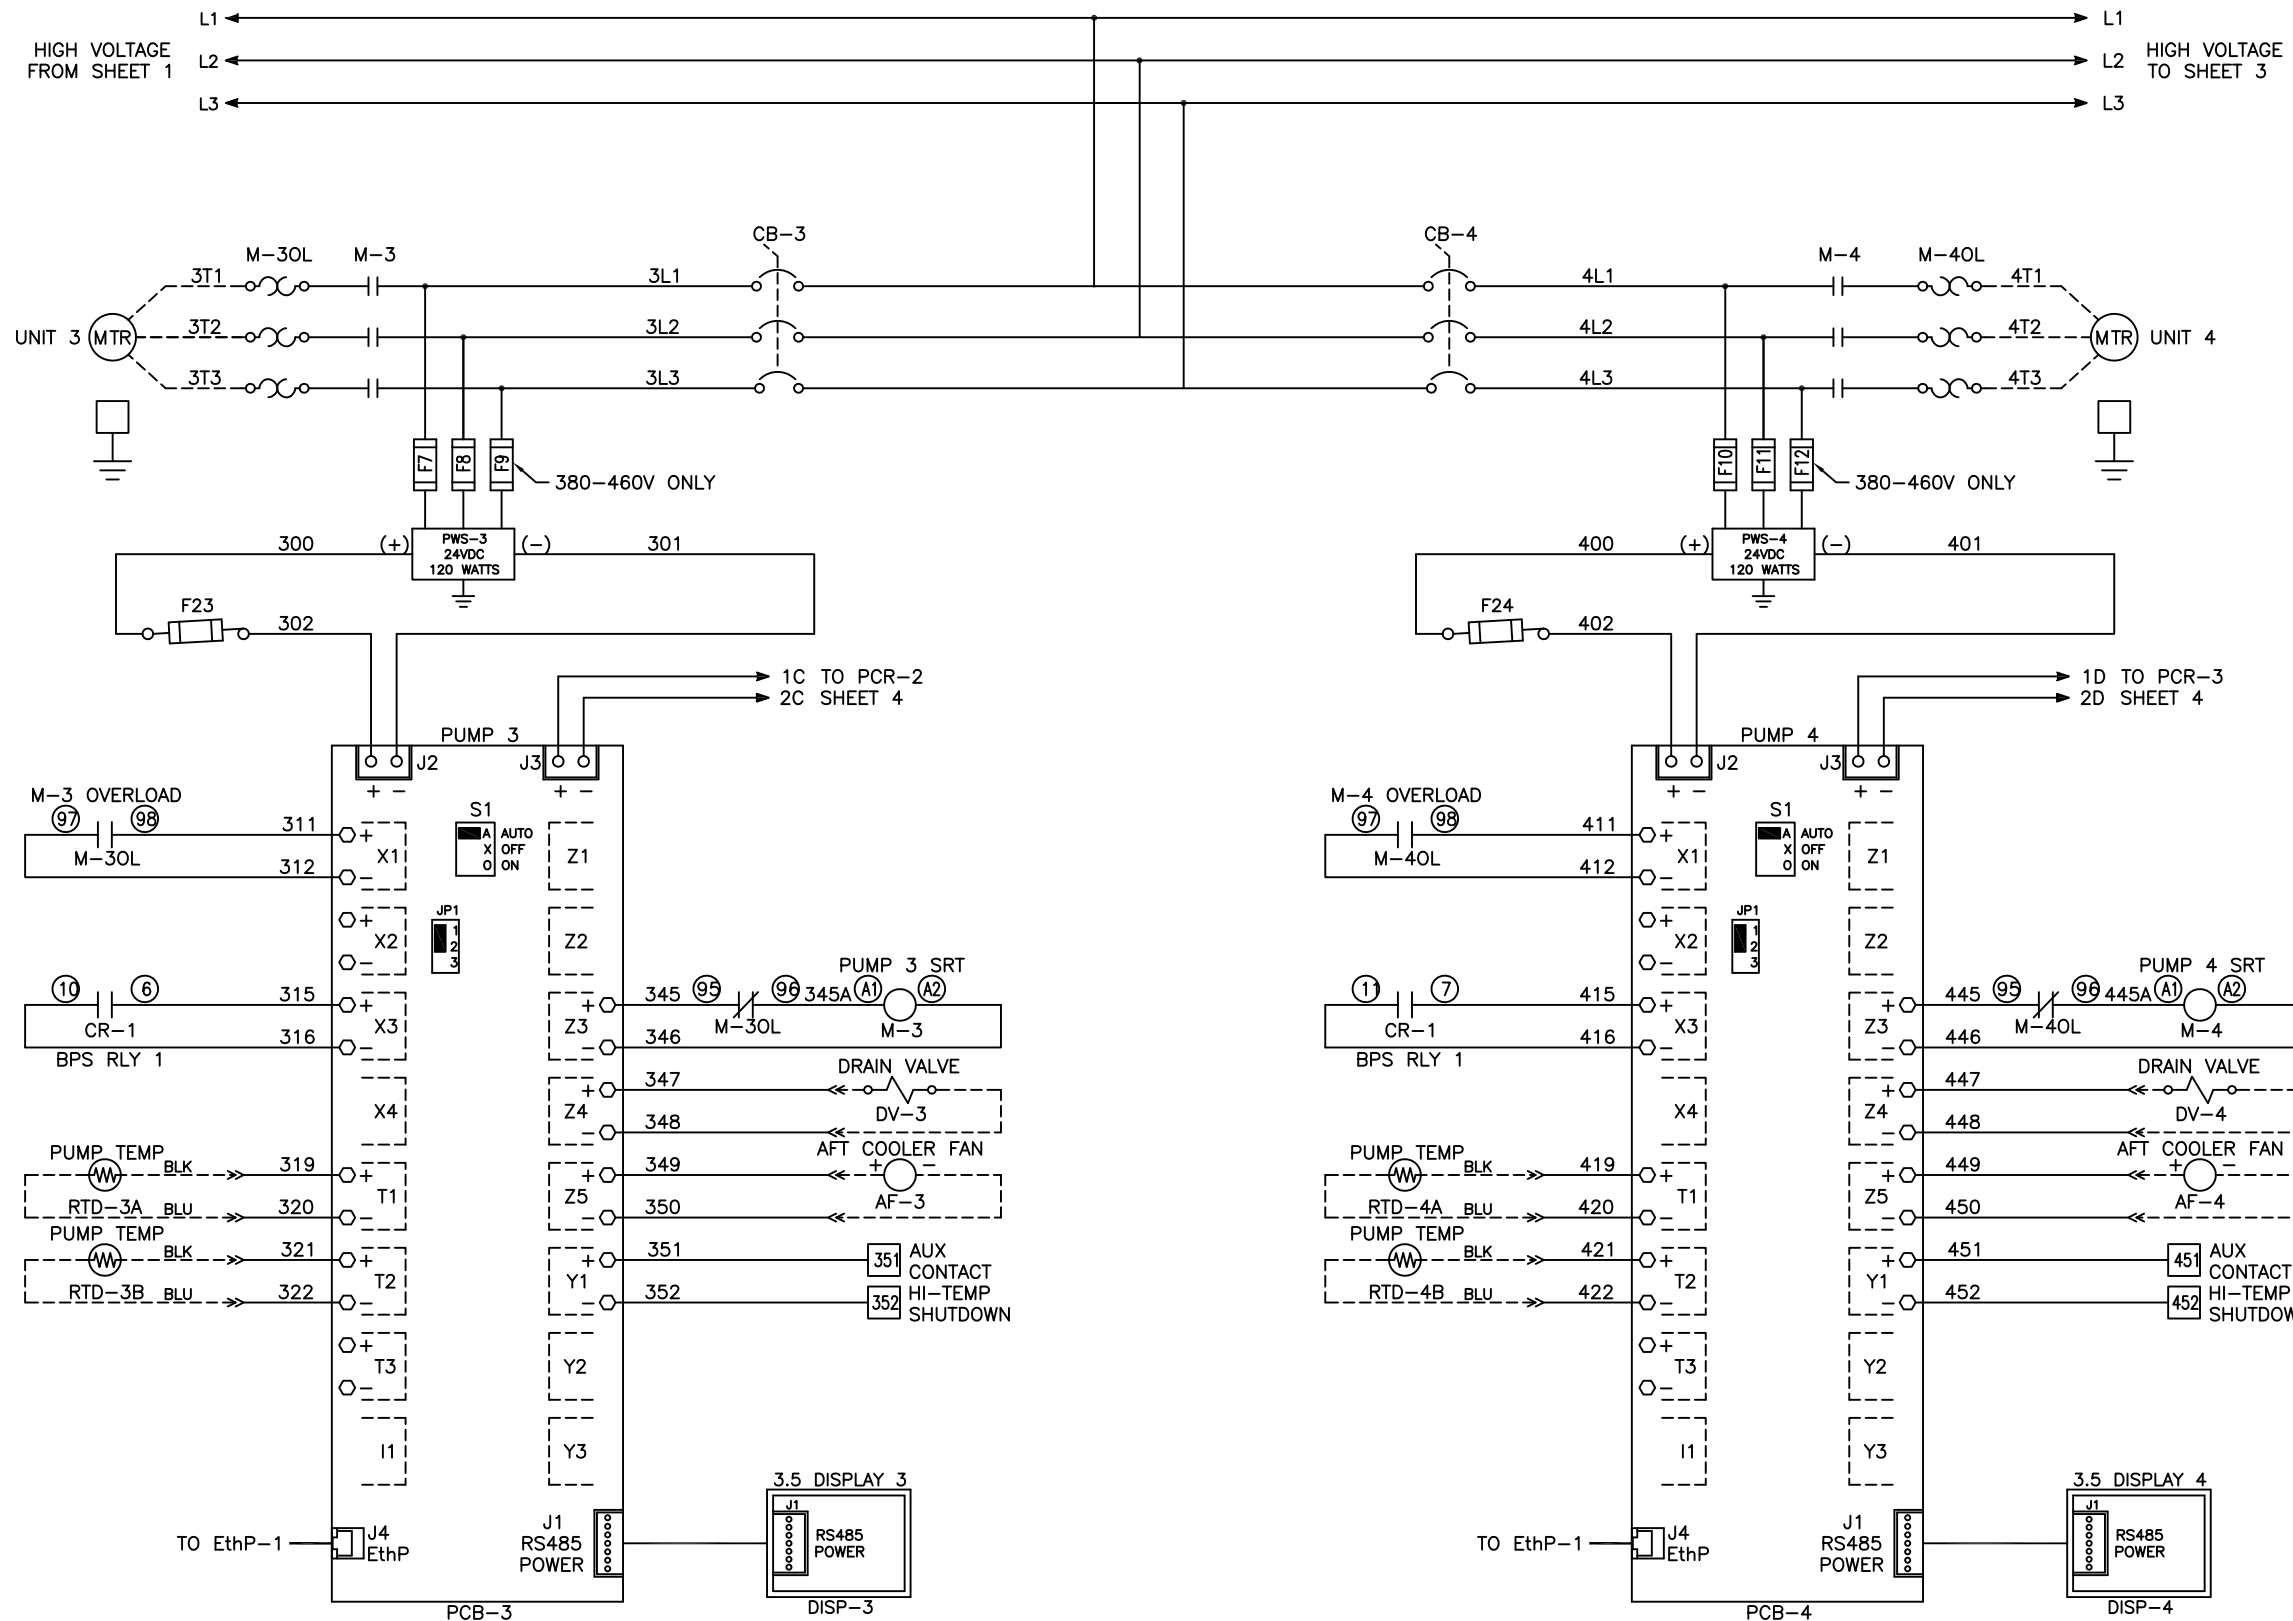 L1
L1
HIGH VOLTAGE
FROM SHEET 1
L2
L2
HIGH VOLTAGE
TO SHEET 3
L3
L3
CB-3
CB-4
M-3OL
M-3
M-4
M-4OL
3T1
3L1
4L1
4T1
UNIT 3
MTR
3T2
3L2
4L2
4T2
MTR
UNIT 4
3T3
3L3
4L3
4T3
F7
F8
F9
380-460V ONLY
F10
F11
F12
380-460V ONLY
300
(+)
PWS-3
24VDC
120 WATTS
(-)
301
400
(+)
PWS-4
24VDC
120 WATTS
(-)
401
F23
302
F24
402
1C TO PCR-2
2C SHEET 4
1D TO PCR-3
2D SHEET 4
PUMP 3
J2
J3
+ -
+ -
M-3 OVERLOAD
97
98
M-3OL
311
312
+
-
X1
S1
A AUTO
X OFF
O ON
Z1
JP1
1
2
3
+
-
X2
Z2
10
6
CR-1
BPS RLY 1
315
316
+
-
X3
Z3
+
-
345
346
95
96
M-3OL
345A
PUMP 3 SRT
A1
A2
M-3
X4
Z4
+
-
347
348
DRAIN VALVE
DV-3
PUMP TEMP
BLK
RTD-3A
BLU
319
320
+
-
T1
Z5
+
-
349
350
AFT COOLER FAN
+ -
AF-3
PUMP TEMP
BLK
RTD-3B
BLU
321
322
+
-
T2
Y1
+
-
351
352
351
AUX
CONTACT
352
HI-TEMP
SHUTDOWN
+
-
T3
Y2
I1
Y3
TO EthP-1
J4
EthP
J1
RS485
POWER
3.5 DISPLAY 3
J1
RS485
POWER
DISP-3
PCB-3
PUMP 4
J2
J3
+ -
+ -
M-4 OVERLOAD
97
98
M-4OL
411
412
+
-
X1
S1
A AUTO
X OFF
O ON
Z1
JP1
1
2
3
+
-
X2
Z2
11
7
CR-1
BPS RLY 1
415
416
+
-
X3
Z3
+
-
445
446
95
96
M-4OL
445A
PUMP 4 SRT
A1
A2
M-4
X4
Z4
+
-
447
448
DRAIN VALVE
DV-4
PUMP TEMP
BLK
RTD-4A
BLU
419
420
+
-
T1
Z5
+
-
449
450
AFT COOLER FAN
+ -
AF-4
PUMP TEMP
BLK
RTD-4B
BLU
421
422
+
-
T2
Y1
+
-
451
452
451
AUX
CONTACT
452
HI-TEMP
+
-
T3
Y2
I1
Y3
TO EthP-1
J4
EthP
J1
RS485
POWER
3.5 DISPLAY 4
J1
RS485
POWER
DISP-4
PCB-4